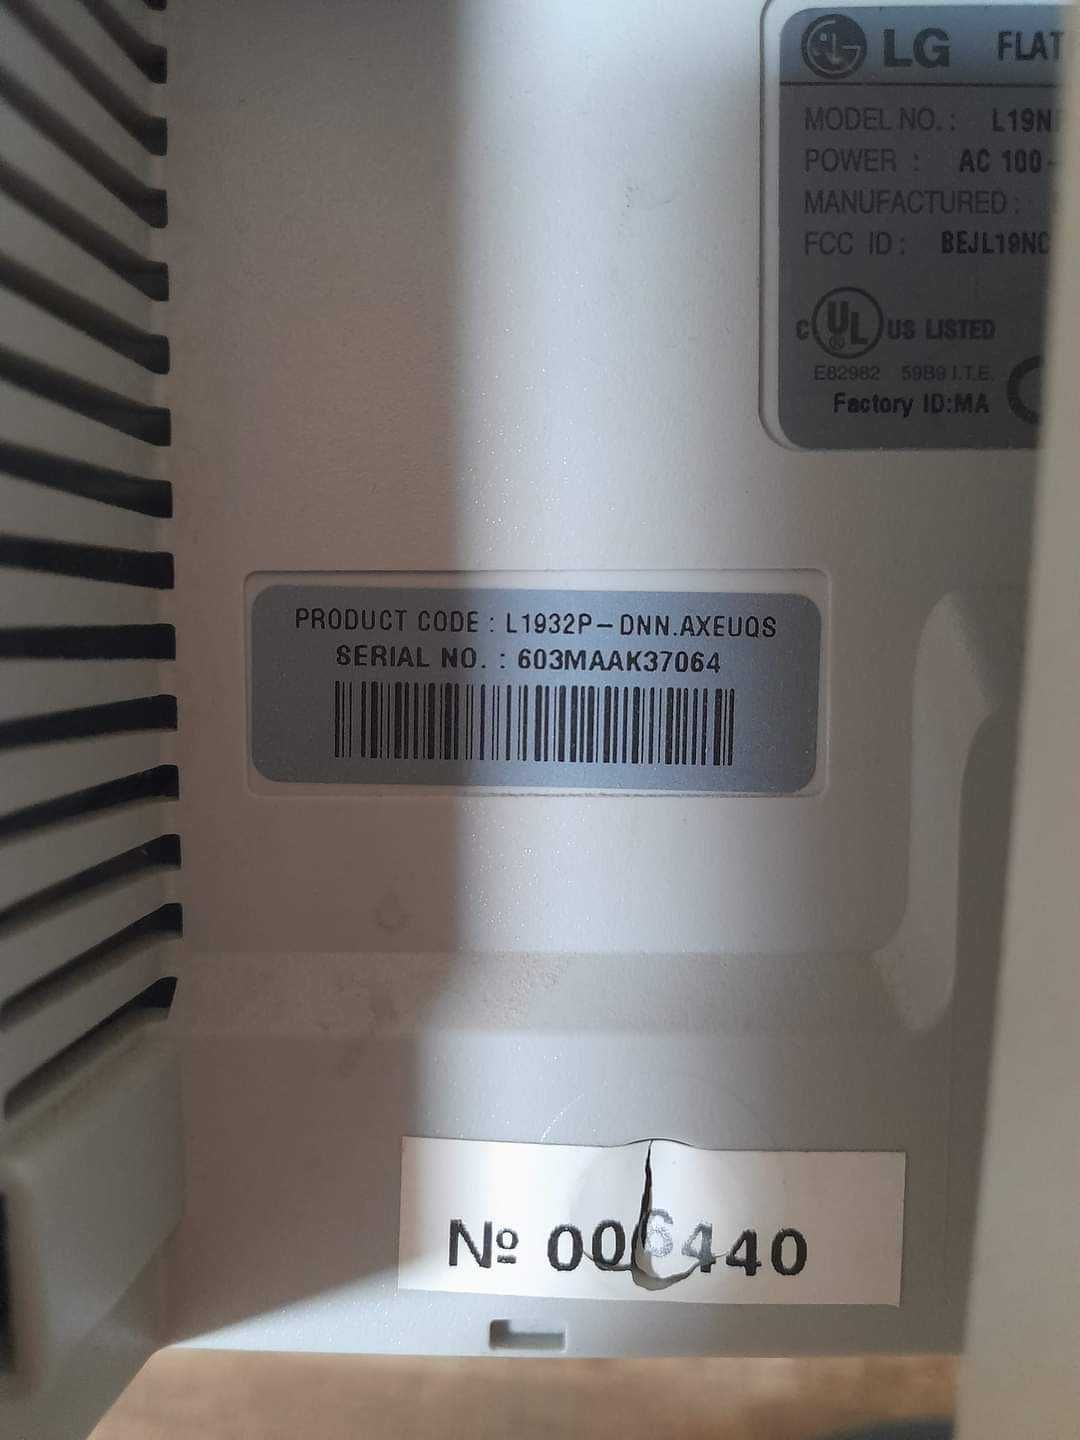 LG FLAT
MODEL NO. : L19N
POWER : AC 100-
MANUFACTURED :
FCC ID : BEJL19NC
C UL US LISTED
E82982 59B9 I.T.E.
Factory ID:MA
PRODUCT CODE : L1932P-DNN.AXEUQS
SERIAL NO. : 603MAAK37064
№ 006440